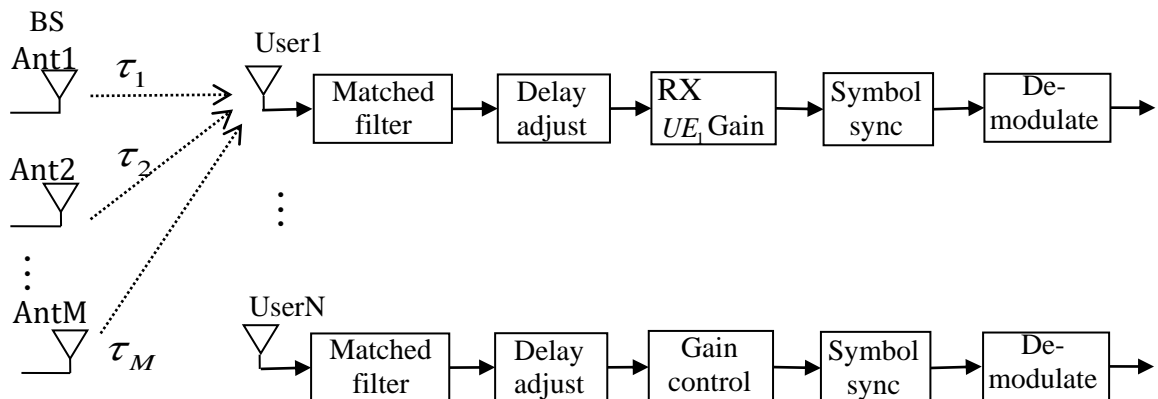 BS
Ant1
τ₁
User1
Matched filter
Delay adjust
RX
UE₁ Gain
Symbol sync
De-modulate
Ant2
τ₂
⋮
⋮
AntM
τ_M
UserN
Matched filter
Delay adjust
Gain control
Symbol sync
De-modulate